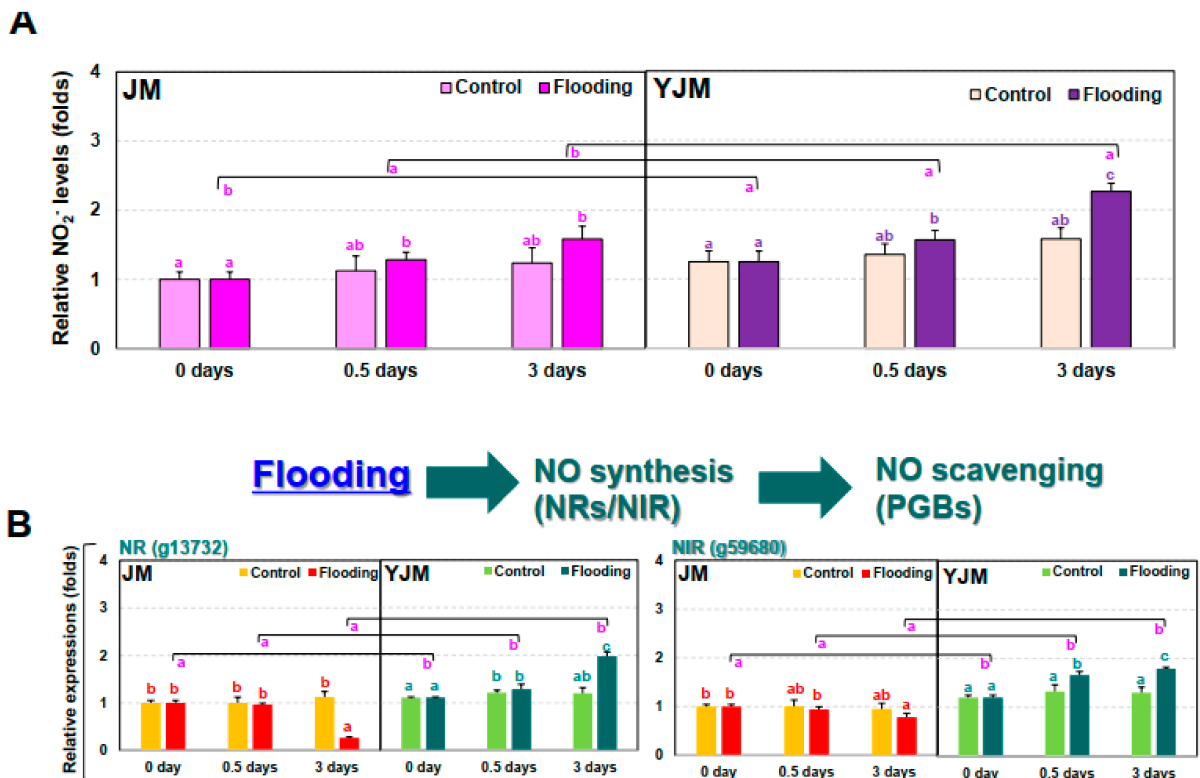 A
Relative NO₂⁻ levels (folds)
4
3
2
1
0
JM
Control
Flooding
YJM
Control
Flooding
b
a
b
a
a
a
a
a
ab
b
ab
b
a
a
ab
b
ab
c
0 days
0.5 days
3 days
0 days
0.5 days
3 days
Flooding
NO synthesis
(NRs/NIR)
NO scavenging
(PGBs)
B
Relative expressions (folds)
NR (g13732)
4
3
2
1
0
JM
Control
Flooding
YJM
Control
Flooding
a
a
a
b
b
b
b
b
b
b
b
a
a
a
b
b
ab
c
0 day
0.5 days
3 days
0 day
0.5 days
3 days
NIR (g59680)
4
3
2
1
0
JM
Control
Flooding
YJM
Control
Flooding
a
a
a
b
b
b
b
b
ab
b
ab
a
a
a
a
b
a
c
0 day
0.5 days
3 days
0 day
0.5 days
3 days